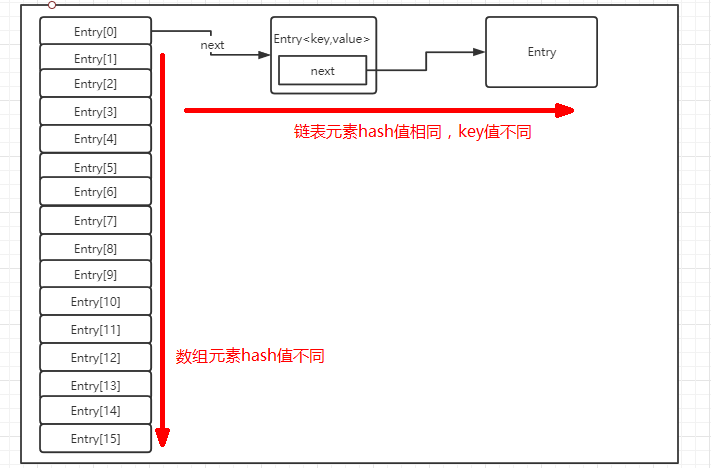 Entry[0]
next
Entry<key,value>
next
Entry
Entry[1]
Entry[2]
Entry[3]
链表元素hash值相同，key值不同
Entry[4]
Entry[5]
Entry[6]
Entry[7]
Entry[8]
Entry[9]
Entry[10]
Entry[11]
数组元素hash值不同
Entry[12]
Entry[13]
Entry[14]
Entry[15]